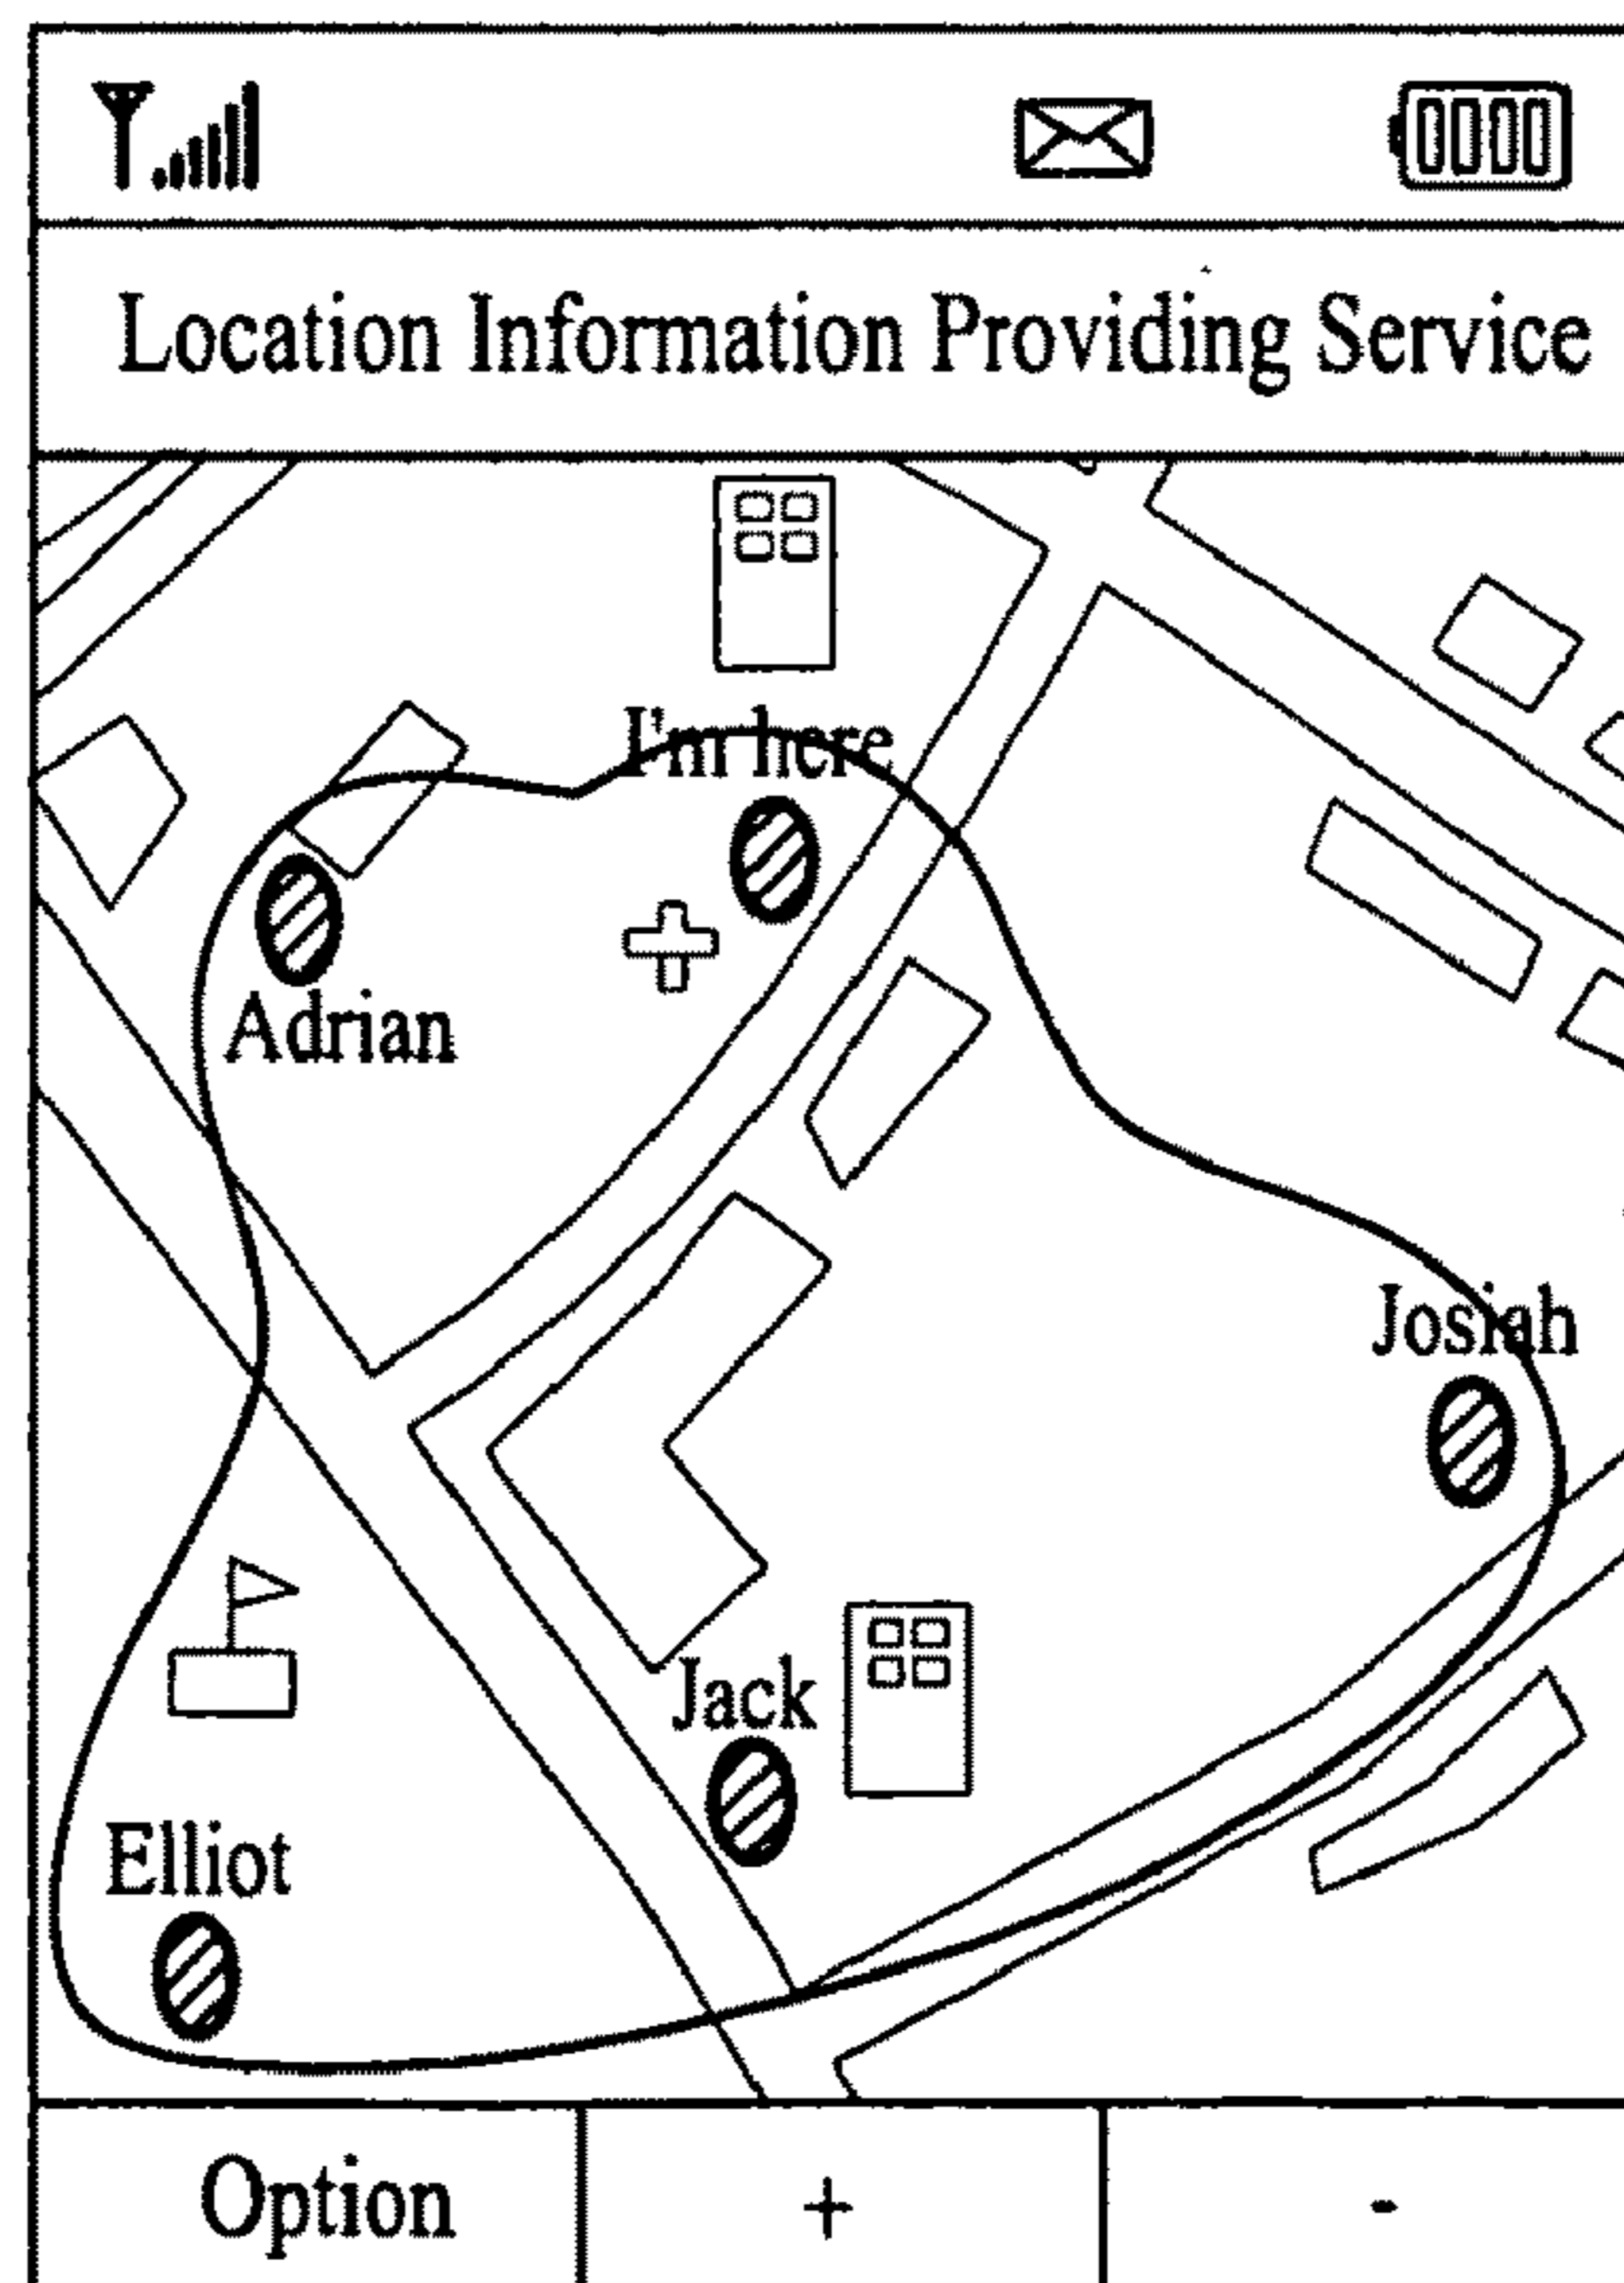 Location Information Providing Service
I'm here
Adrian
Josiah
Jack
Elliot
Option
+
-